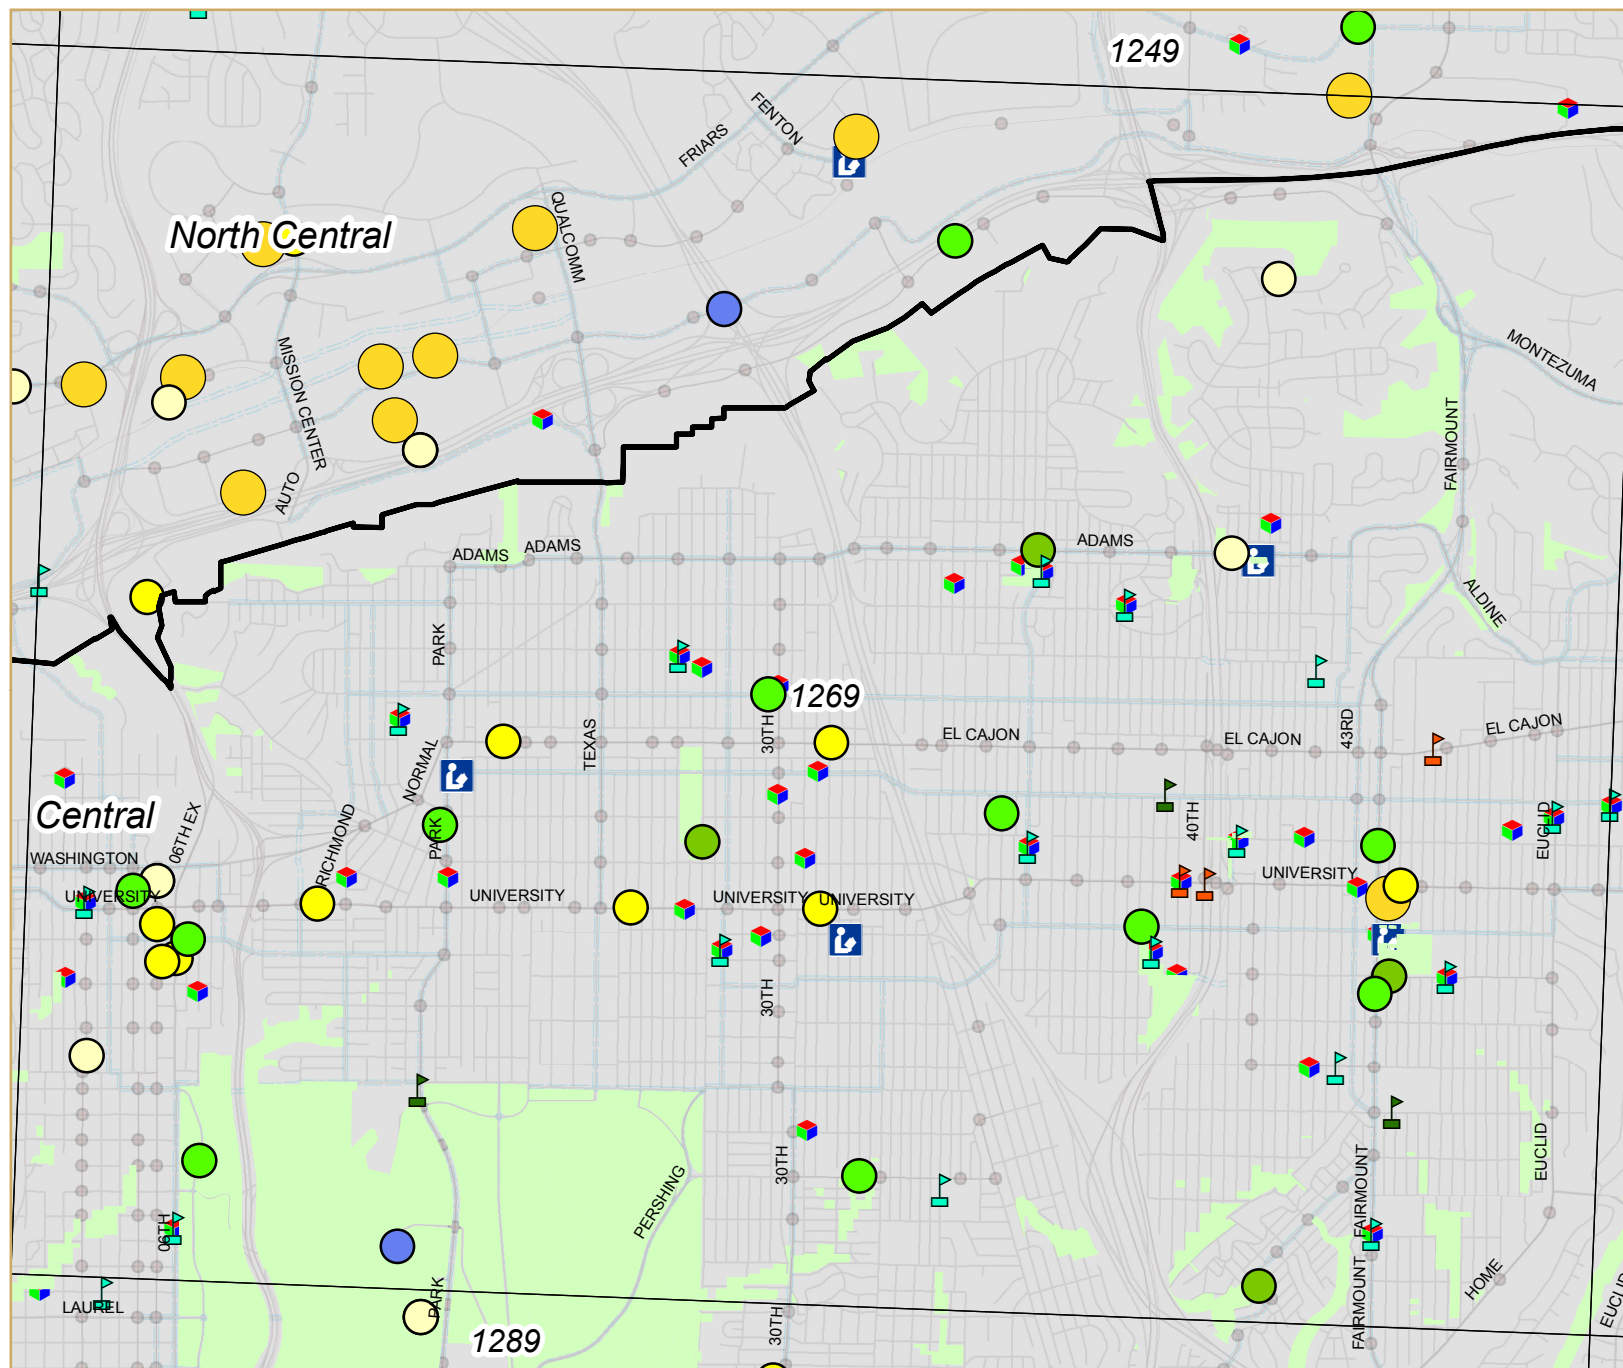 1249
FENTON
FRIARS
QUALCOMM
North Central
MISSION CENTER
MONTEZUMA
FAIRMOUNT
AUTO
ADAMS
ADAMS
ADAMS
ALDINE
PARK
1269
30TH
TEXAS
EL CAJON
EL CAJON
EL CAJON
43RD
NORMAL
Central
06TH EX
RICHMOND
PARK
40TH
EUCLID
WASHINGTON
UNIVERSITY
UNIVERSITY
UNIVERSITY
UNIVERSITY
UNIVERSITY
30TH
PERSHING
30TH
FAIRMOUNT
EUCLID
06TH
HOME
LAUREL
PARK
1289
30TH
FAIRMOUNT
EUCLID